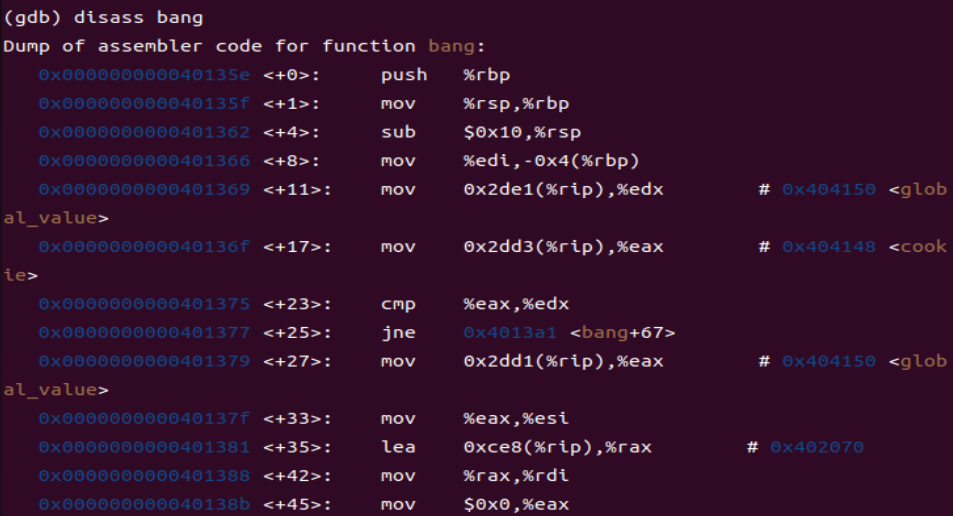 (gdb) disass bang
Dump of assembler code for function bang:
   0x000000000040135e <+0>:     push   %rbp
   0x000000000040135f <+1>:     mov    %rsp,%rbp
   0x0000000000401362 <+4>:     sub    $0x10,%rsp
   0x0000000000401366 <+8>:     mov    %edi,-0x4(%rbp)
   0x0000000000401369 <+11>:    mov    0x2de1(%rip),%edx        # 0x404150 <glob
al_value>
   0x000000000040136f <+17>:    mov    0x2dd3(%rip),%eax        # 0x404148 <cook
ie>
   0x0000000000401375 <+23>:    cmp    %eax,%edx
   0x0000000000401377 <+25>:    jne    0x4013a1 <bang+67>
   0x0000000000401379 <+27>:    mov    0x2dd1(%rip),%eax        # 0x404150 <glob
al_value>
   0x000000000040137f <+33>:    mov    %eax,%esi
   0x0000000000401381 <+35>:    lea    0xce8(%rip),%rax        # 0x402070
   0x0000000000401388 <+42>:    mov    %rax,%rdi
   0x000000000040138b <+45>:    mov    $0x0,%eax